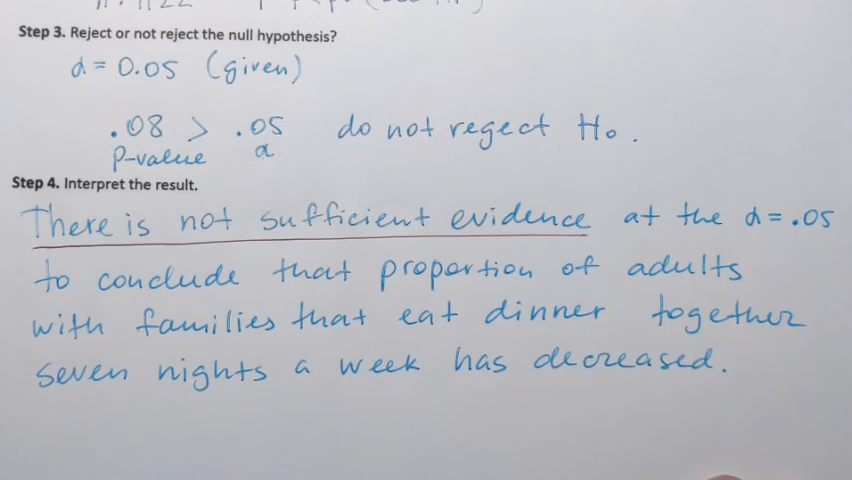 Step 3. Reject or not reject the null hypothesis?
α = 0.05 (given)
.08 > .05 do not regect Ho.
p-value α
Step 4. Interpret the result.
There is not sufficient evidence at the α = .05
to conclude that proportion of adults
with families that eat dinner together
seven nights a week has decreased.